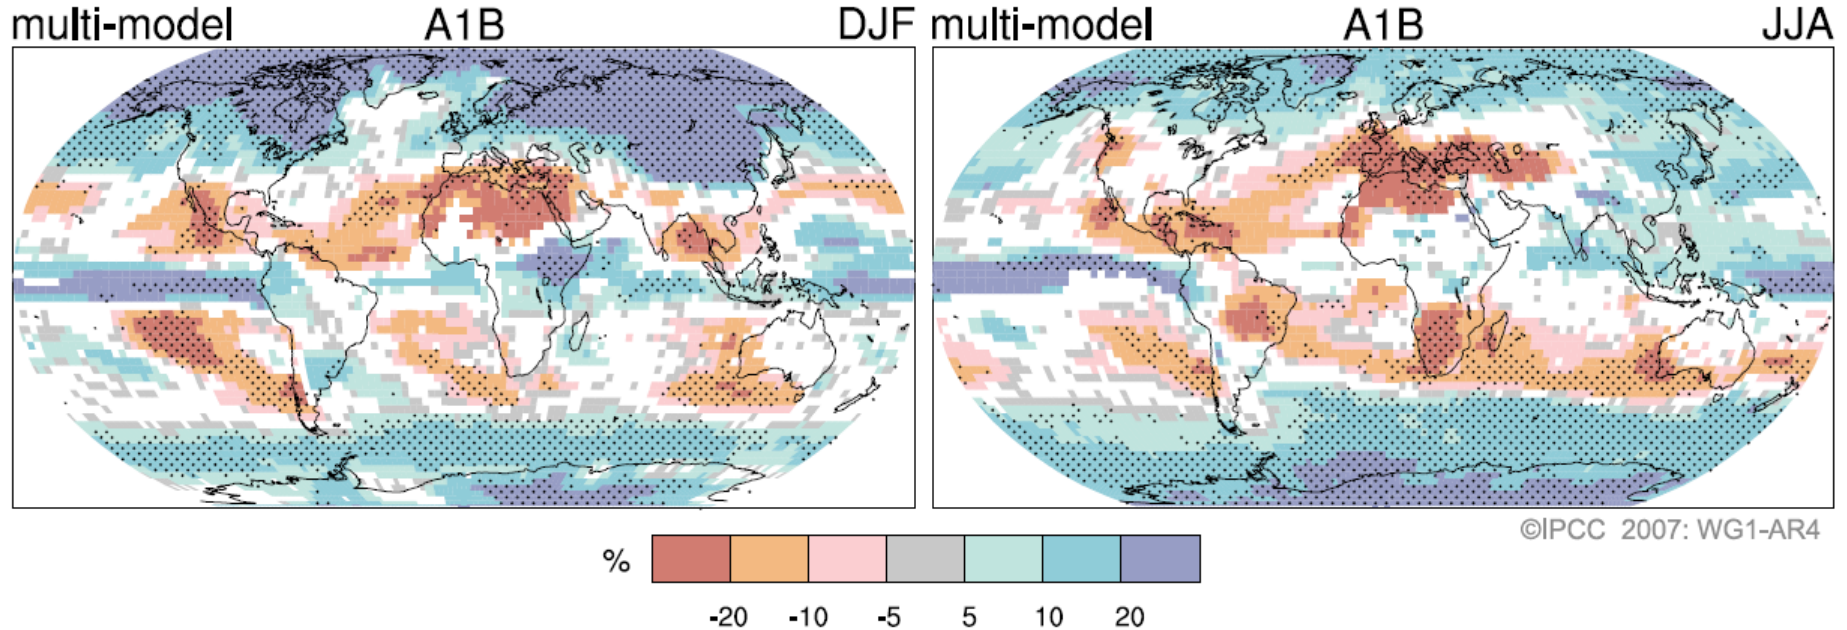 multi-model A1B DJF
multi-model A1B JJA
©IPCC 2007: WG1-AR4
%
-20 -10 -5 5 10 20